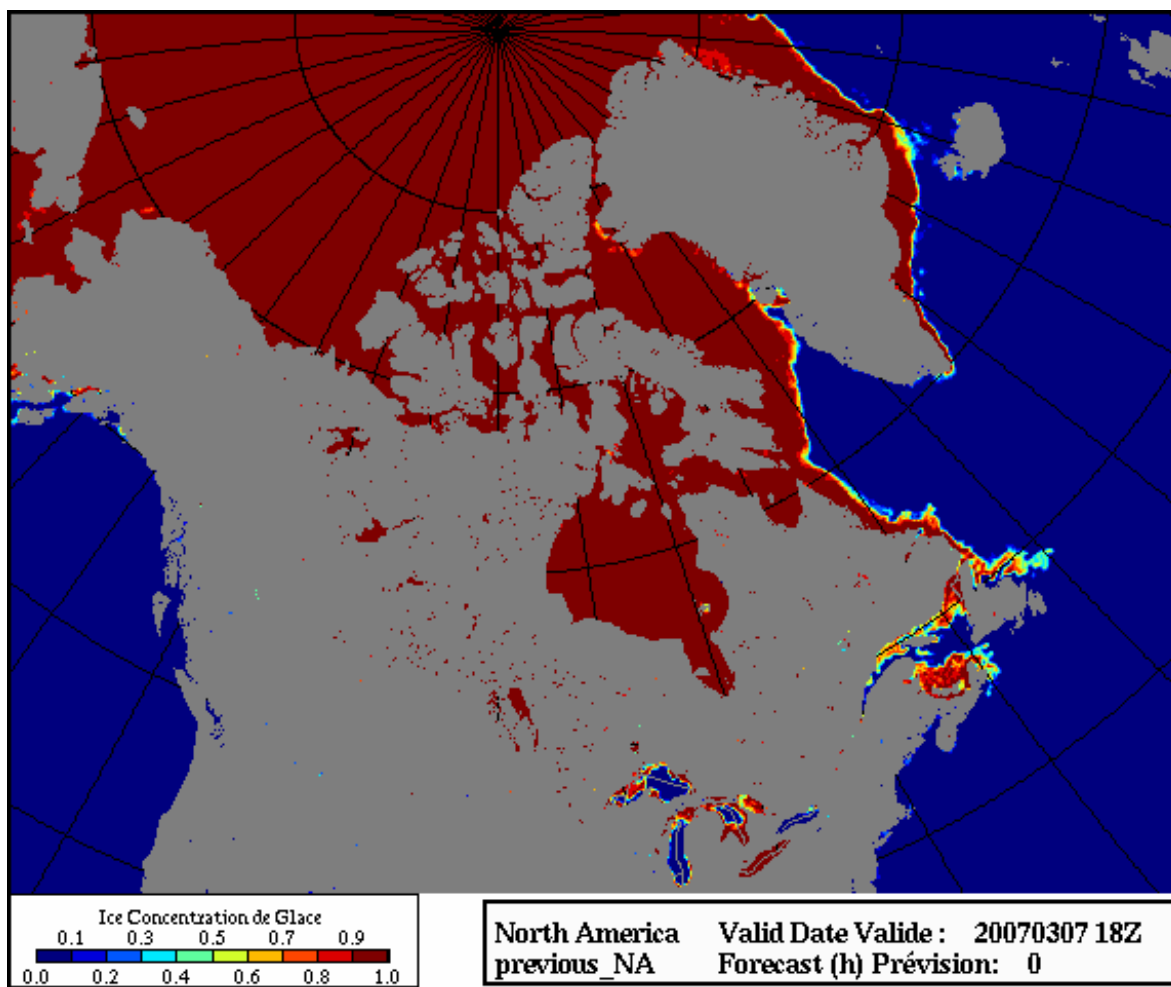 Ice Concentration de Glace
0.1 0.3 0.5 0.7 0.9
0.0 0.2 0.4 0.6 0.8 1.0
North America Valid Date Valide : 20070307 18Z
previous_NA Forecast (h) Prévision: 0